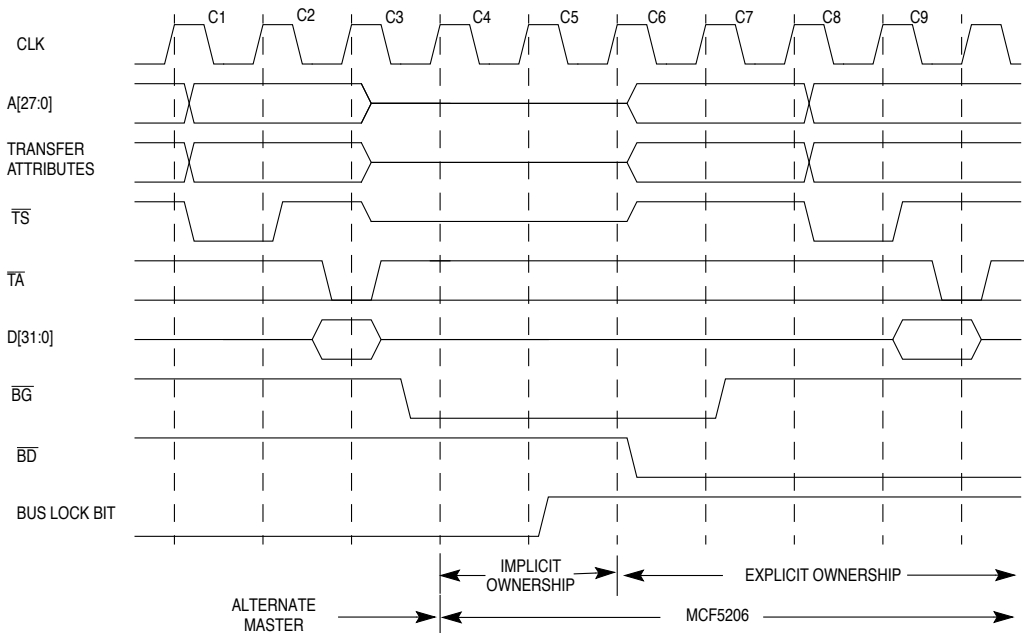 C1 C2 C3 C4 C5 C6 C7 C8 C9
CLK
A[27:0]
TRANSFER
ATTRIBUTES
TS
TA
D[31:0]
BG
BD
BUS LOCK BIT
IMPLICIT
OWNERSHIP
EXPLICIT OWNERSHIP
ALTERNATE
MASTER
MCF5206